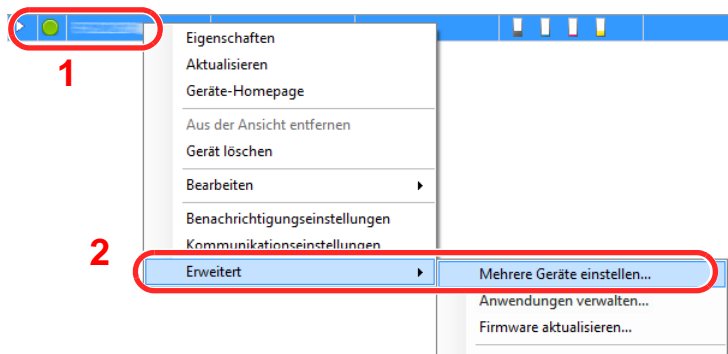 1
Eigenschaften
Aktualisieren
Geräte-Homepage
Aus der Ansicht entfernen
Gerät löschen
Bearbeiten
Benachrichtigungseinstellungen
Kommunikationseinstellungen
2
Erweitert
Mehrere Geräte einstellen...
Anwendungen verwalten...
Firmware aktualisieren...